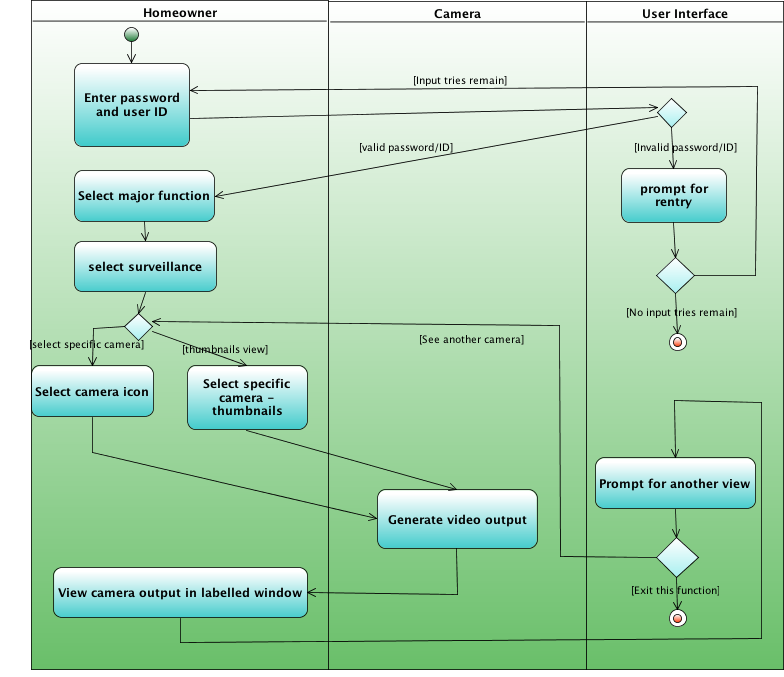 Homeowner
Camera
User Interface
Enter password
and user ID
[Input tries remain]
[valid password/ID]
[Invalid password/ID]
Select major function
prompt for
rentry
select surveillance
[No input tries remain]
[select specific camera]
[thumbnails view]
[See another camera]
Select camera icon
Select specific
camera –
thumbnails
Prompt for another view
Generate video output
[Exit this function]
View camera output in labelled window